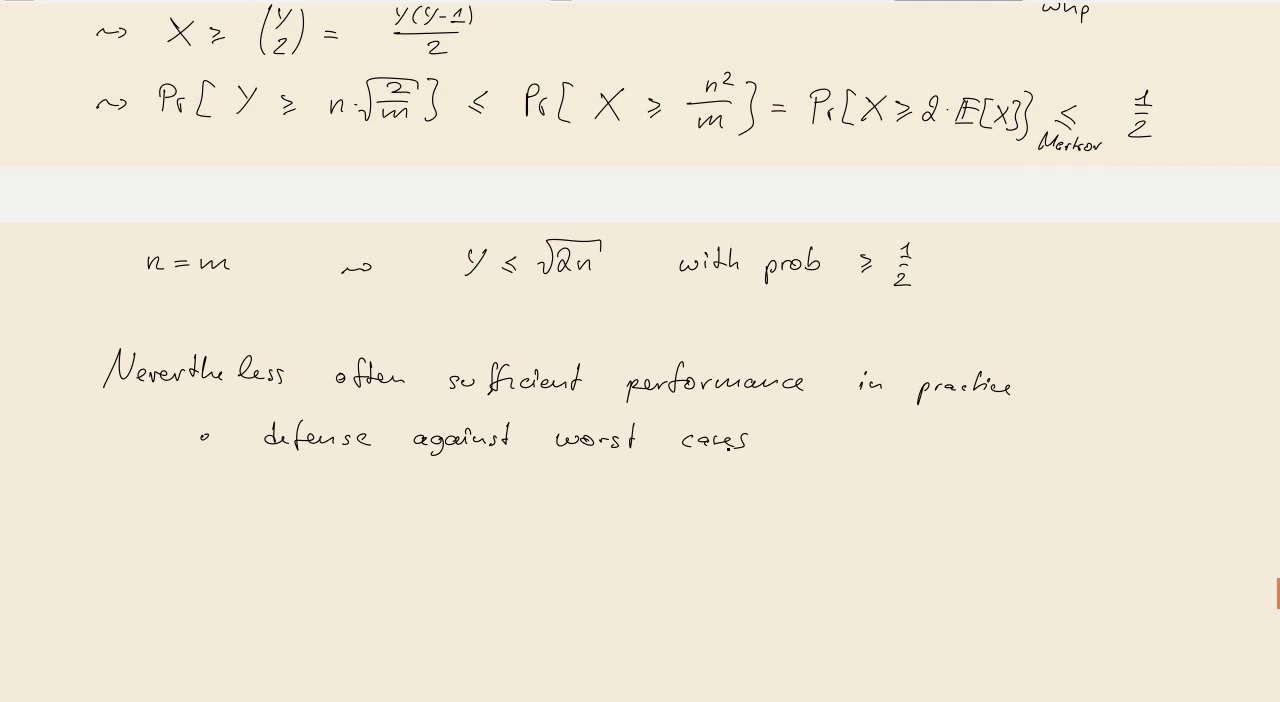 whp
⇝ X ≥ (Y 2) = Y(Y-1)/2
⇝ Pr[ Y ≥ n·√(2/m) ] ≤ Pr[ X ≥ n²/m ] = Pr[X ≥ 2·𝔼[X]] ≤ 1/2
Markov
n = m ⇝ Y ≤ √2n with prob ≥ 1/2
Nevertheless often sufficient performance in practice
∘ defense against worst cases